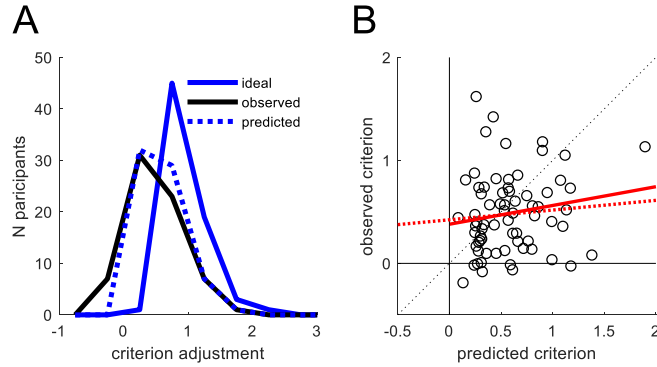 A
50
40
30
20
10
0
N paricipants
-1
0
1
2
3
criterion adjustment
ideal
observed
predicted
B
2
1
0
observed criterion
-0.5
0
0.5
1
1.5
2
predicted criterion